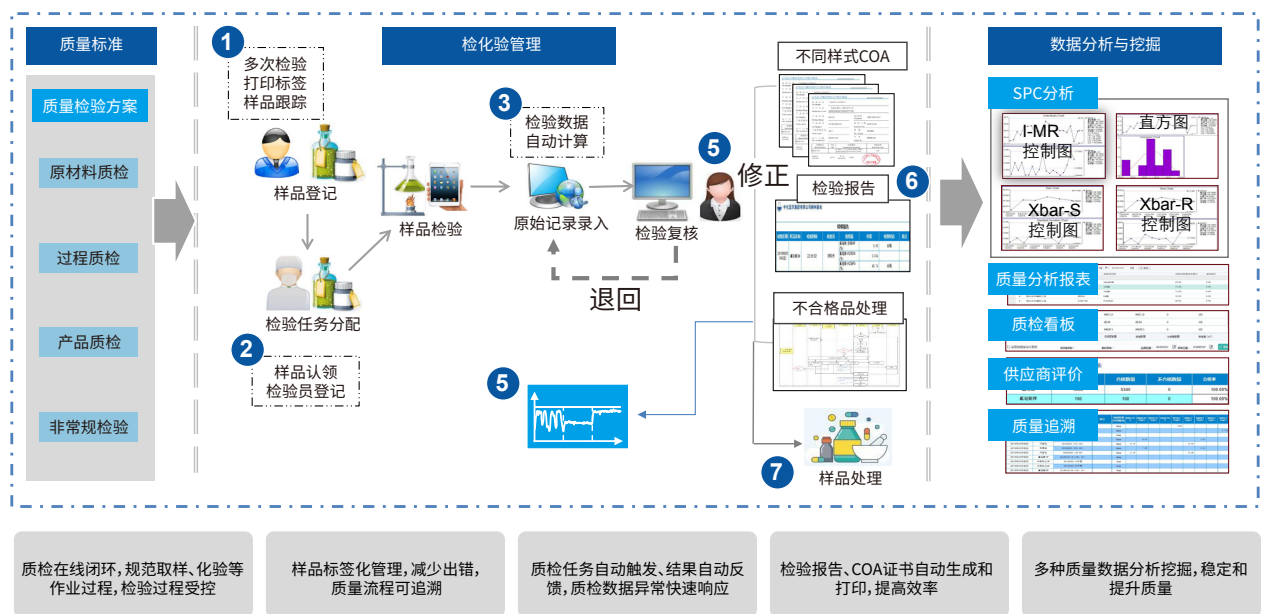 质量标准
质量检验方案
原材料质检
过程质检
产品质检
非常规检验
检化验管理
1
多次检验
打印标签
样品跟踪
样品登记
检验任务分配
2
样品认领
检验员登记
样品检验
3
检验数据
自动计算
原始记录录入
检验复核
退回
5
修正
5
不同样式COA
检验报告
6
不合格品处理
7
样品处理
数据分析与挖掘
SPC分析
I-MR
控制图
直方图
Xbar-S
控制图
Xbar-R
控制图
质量分析报表
质检看板
供应商评价
合格数量
不合格数量
合格率
质量追溯
质检在线闭环，规范取样、化验等
作业过程，检验过程受控
样品标签化管理，减少出错，
质量流程可追溯
质检任务自动触发、结果自动反
馈，质检数据异常快速响应
检验报告、COA证书自动生成和
打印，提高效率
多种质量数据分析挖掘，稳定和
提升质量